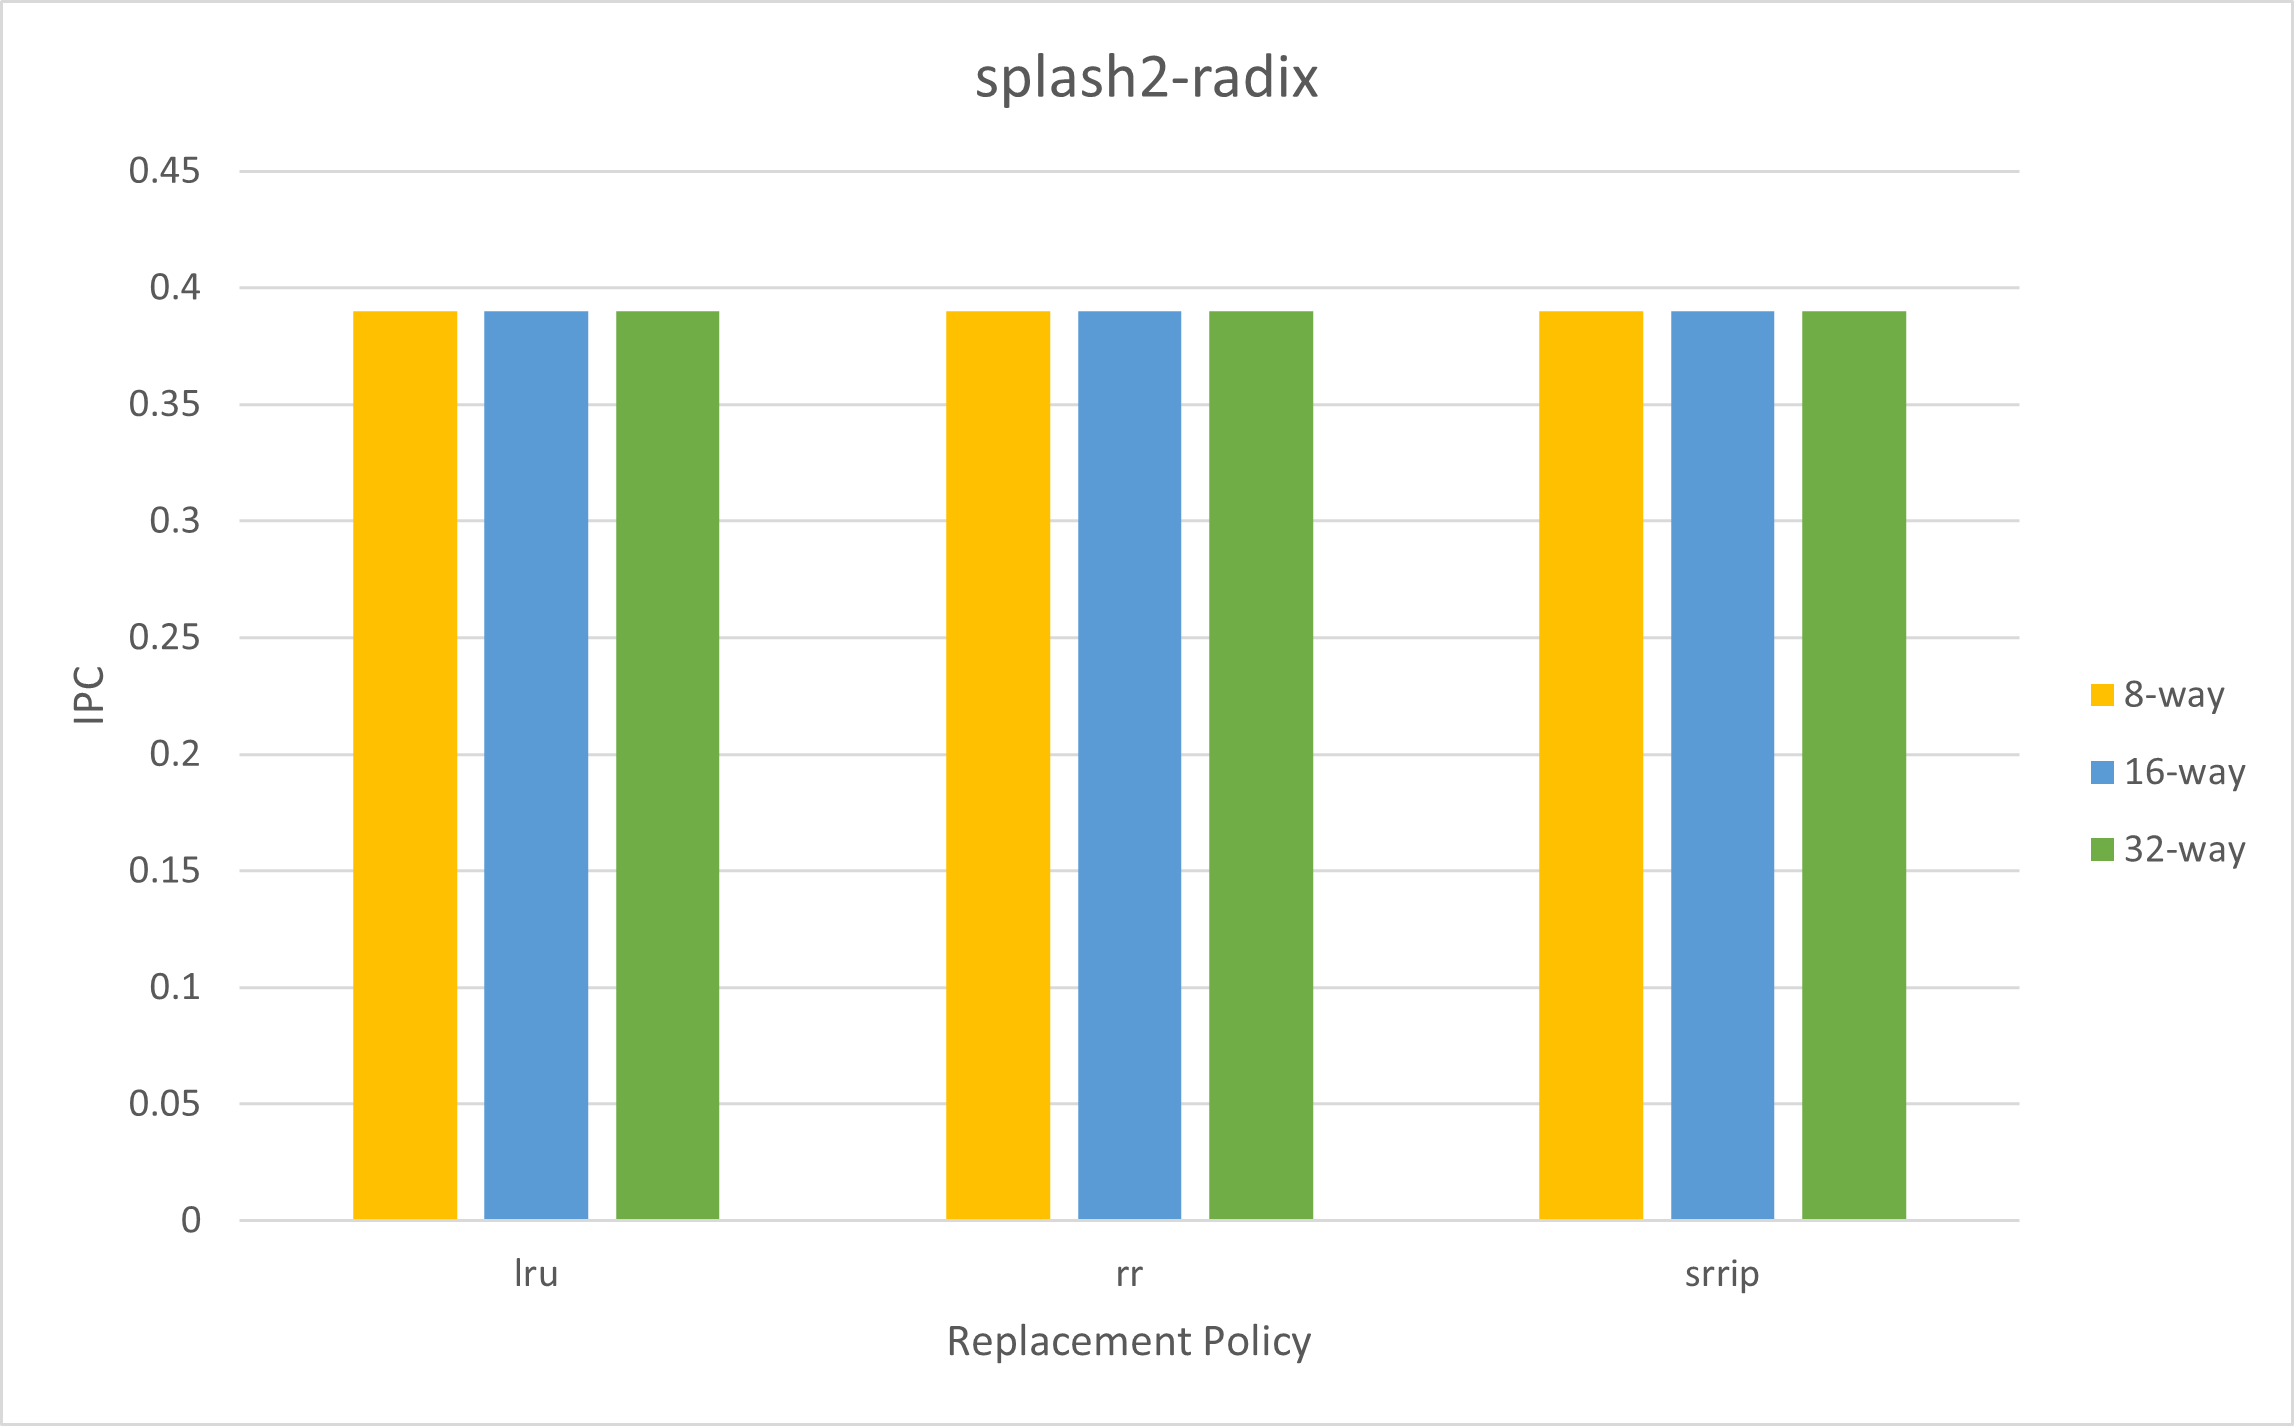 splash2-radix
0.45
0.4
0.35
0.3
0.25
0.2
0.15
0.1
0.05
0
IPC
lru rr srrip
Replacement Policy
8-way
16-way
32-way